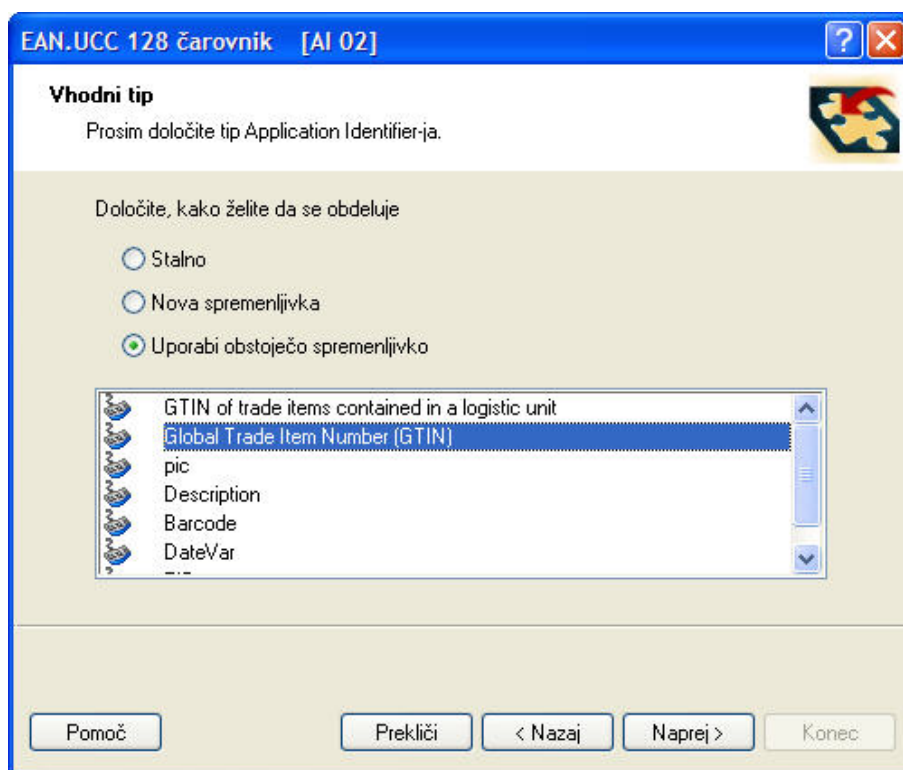 EAN.UCC 128 čarovnik [AI 02]
Vhodni tip
Prosim določite tip Application Identifier-ja.
Določite, kako želite da se obdeluje
Stalno
Nova spremenljivka
Uporabi obstoječo spremenljivko
GTIN of trade items contained in a logistic unit
Global Trade Item Number (GTIN)
pic
Description
Barcode
DateVar
Pomoč
Prekliči
< Nazaj
Naprej >
Konec